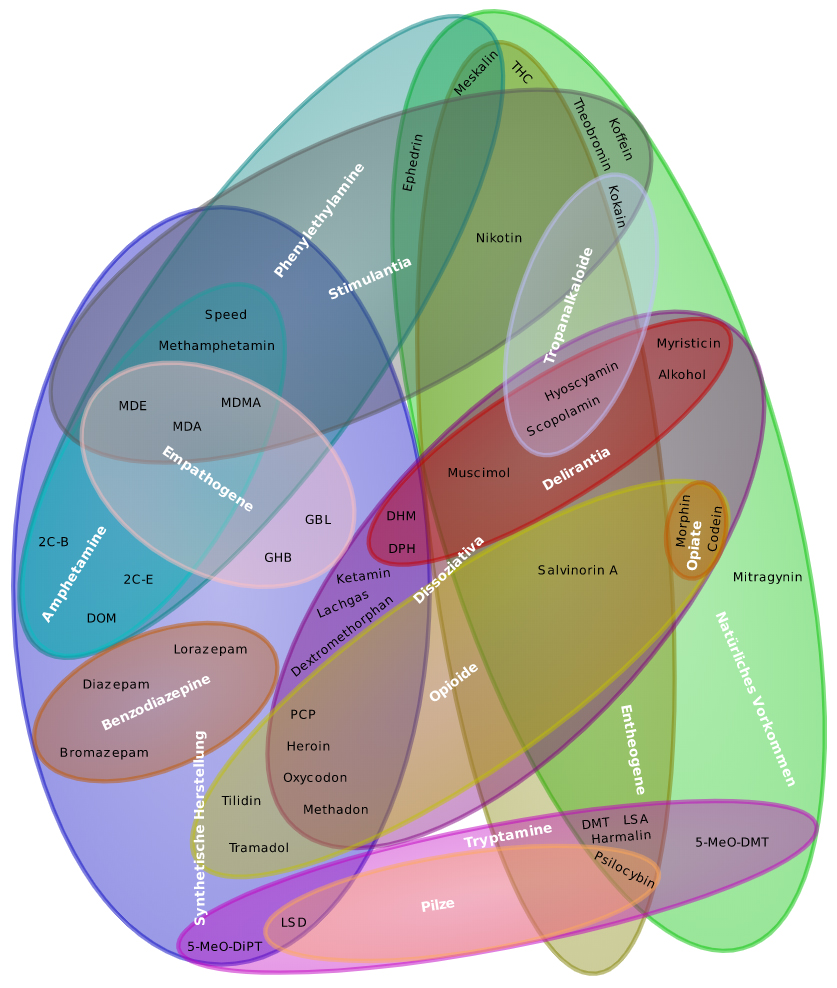 Meskalin
THC
Theobromin
Koffein
Ephedrin
Kokain
Phenylethylamine
Nikotin
Stimulantia
Tropanalkaloide
Speed
Methamphetamin
Myristicin
Alkohol
Hyoscyamin
Scopolamin
MDE
MDMA
MDA
Empathogene
Muscimol
Delirantia
GBL
DHM
GHB
DPH
Morphin
Codein
Opiate
2C-B
Amphetamine
2C-E
DOM
Dissoziativa
Ketamin
Lachgas
Dextromethorphan
Salvinorin A
Mitragynin
Lorazepam
Diazepam
Benzodiazepine
Bromazepam
Opioide
Entheogene
Natürliches Vorkommen
PCP
Heroin
Oxycodon
Methadon
Synthetische Herstellung
Tilidin
Tramadol
Tryptamine
DMT
LSA
Harmalin
5-MeO-DMT
Psilocybin
Pilze
LSD
5-MeO-DiPT